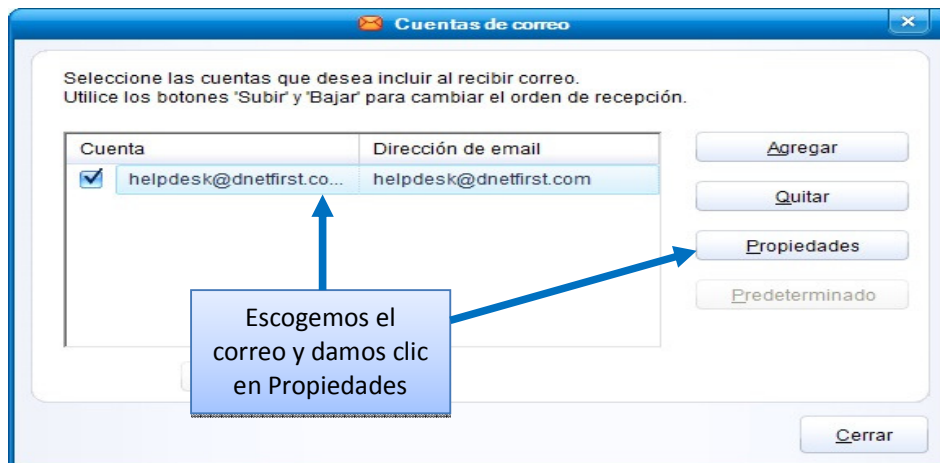 Cuentas de correo
Seleccione las cuentas que desea incluir al recibir correo.
Utilice los botones 'Subir' y 'Bajar' para cambiar el orden de recepción.
Cuenta Dirección de email
helpdesk@dnetfirst.co... helpdesk@dnetfirst.com
Agregar
Quitar
Propiedades
Predeterminado
Escogemos el
correo y damos clic
en Propiedades
Cerrar